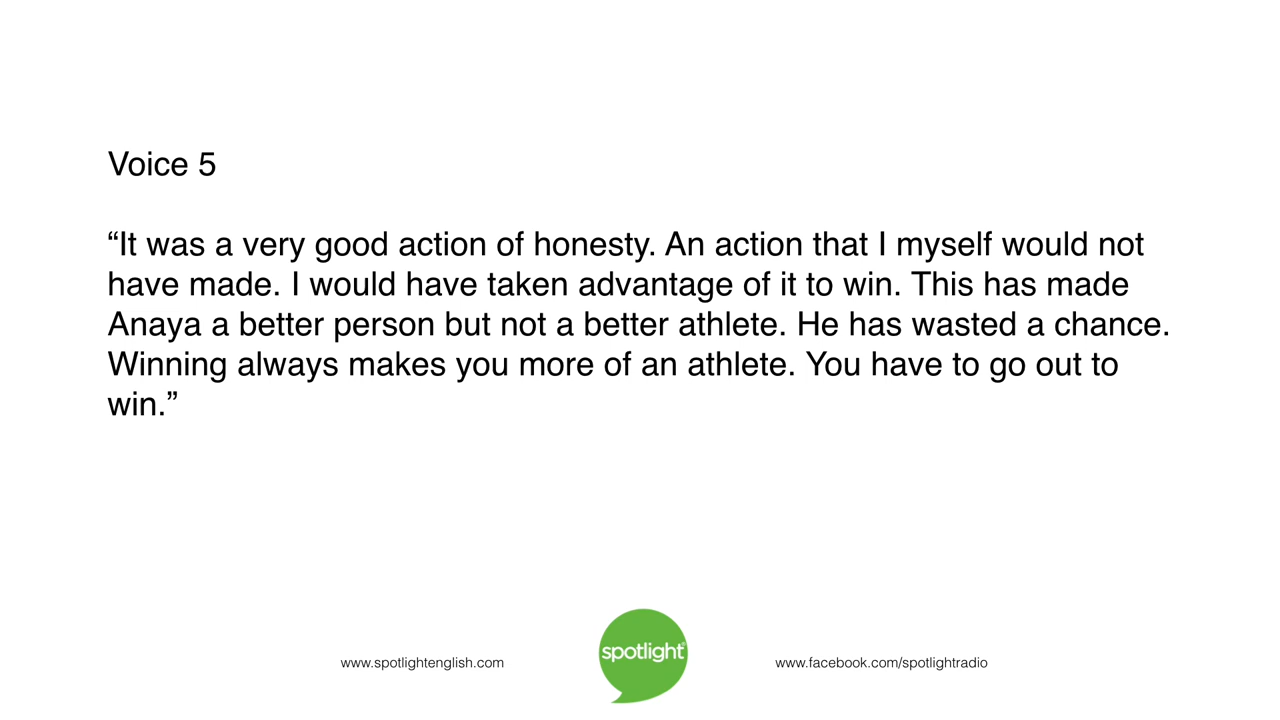 Voice 5
“It was a very good action of honesty. An action that I myself would not
have made. I would have taken advantage of it to win. This has made
Anaya a better person but not a better athlete. He has wasted a chance.
Winning always makes you more of an athlete. You have to go out to
win.”
www.spotlightenglish.com
spotlight
www.facebook.com/spotlightradio